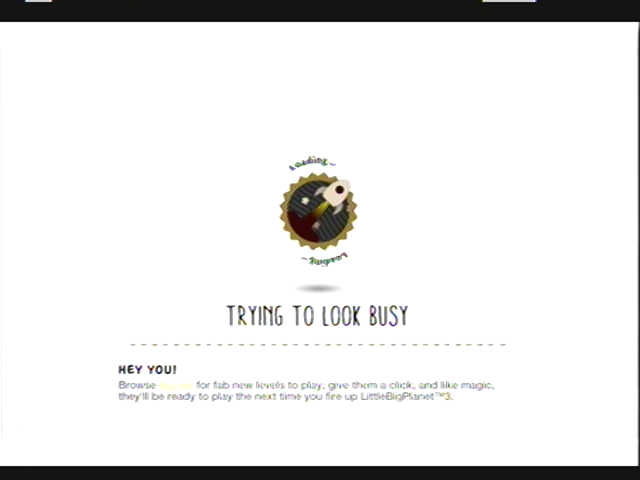 Loading~
~Loading
TRYING TO LOOK BUSY
HEY YOU!
Browse for fab new levels to play, give them a click, and like magic,
they'll be ready to play the next time you fire up LittleBigPlanet™3.